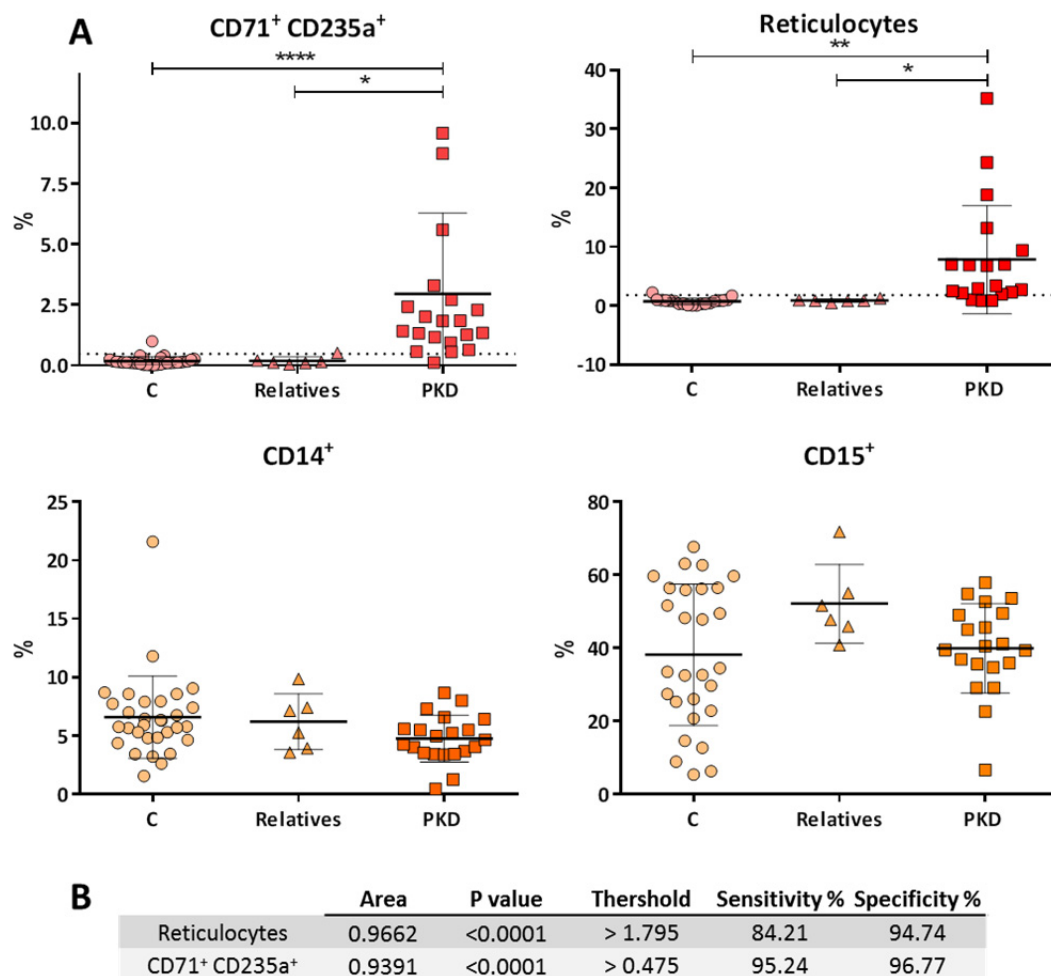 A
CD71⁺ CD235a⁺
****
*
%
10.0
7.5
5.0
2.5
0.0
C Relatives PKD
Reticulocytes
**
*
%
40
30
20
10
0
-10
C Relatives PKD
CD14⁺
%
25
20
15
10
5
0
C Relatives PKD
CD15⁺
%
80
60
40
20
0
C Relatives PKD
B
Area P value Thershold Sensitivity % Specificity %
Reticulocytes 0.9662 <0.0001 > 1.795 84.21 94.74
CD71⁺ CD235a⁺ 0.9391 <0.0001 > 0.475 95.24 96.77